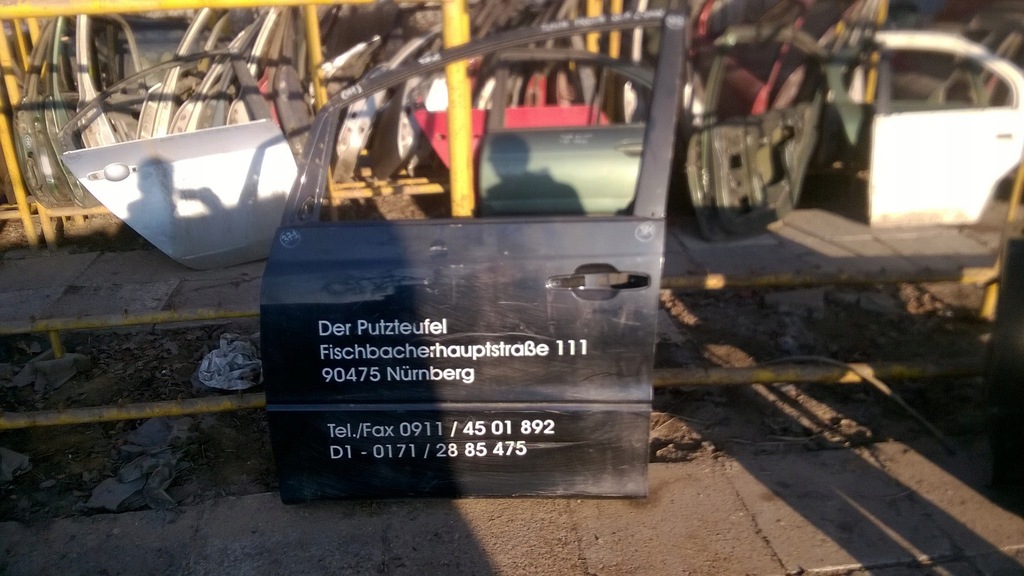 Der Putzteufel
Fischbacherhauptstraße 111
90475 Nürnberg
Tel./Fax 0911 / 45 01 892
D1 - 0171 / 28 85 475